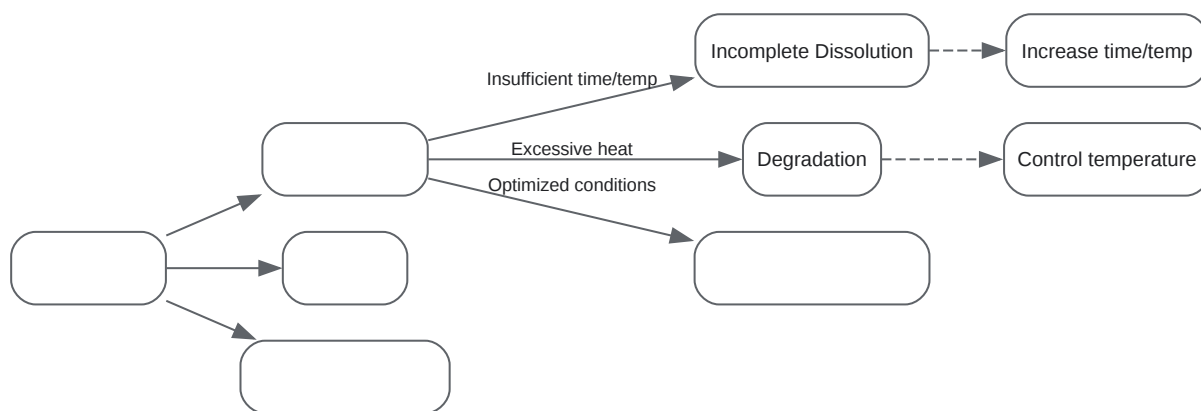 Incomplete Dissolution
Increase time/temp
Insufficient time/temp
Excessive heat
Degradation
Control temperature
Optimized conditions